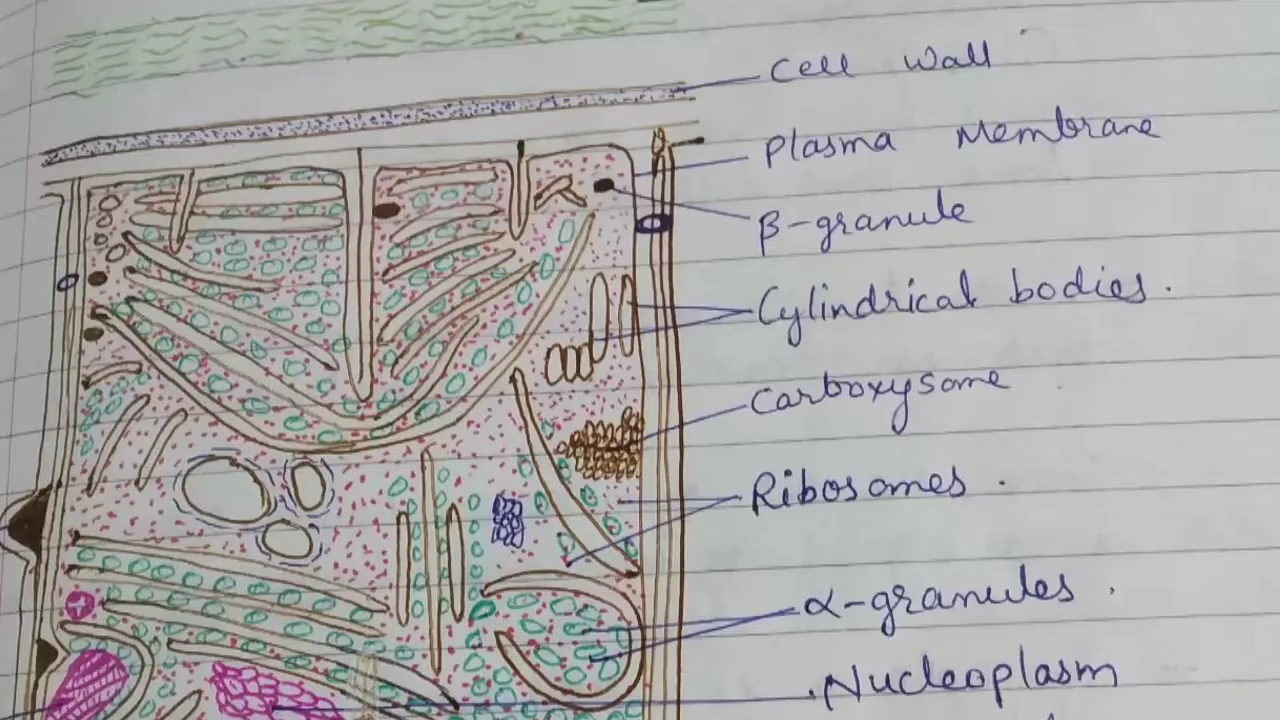 Cell Wall
Plasma Membrane
β-granule
Cylindrical bodies.
Carboxysome
Ribosomes.
α-granules.
.Nucleoplasm